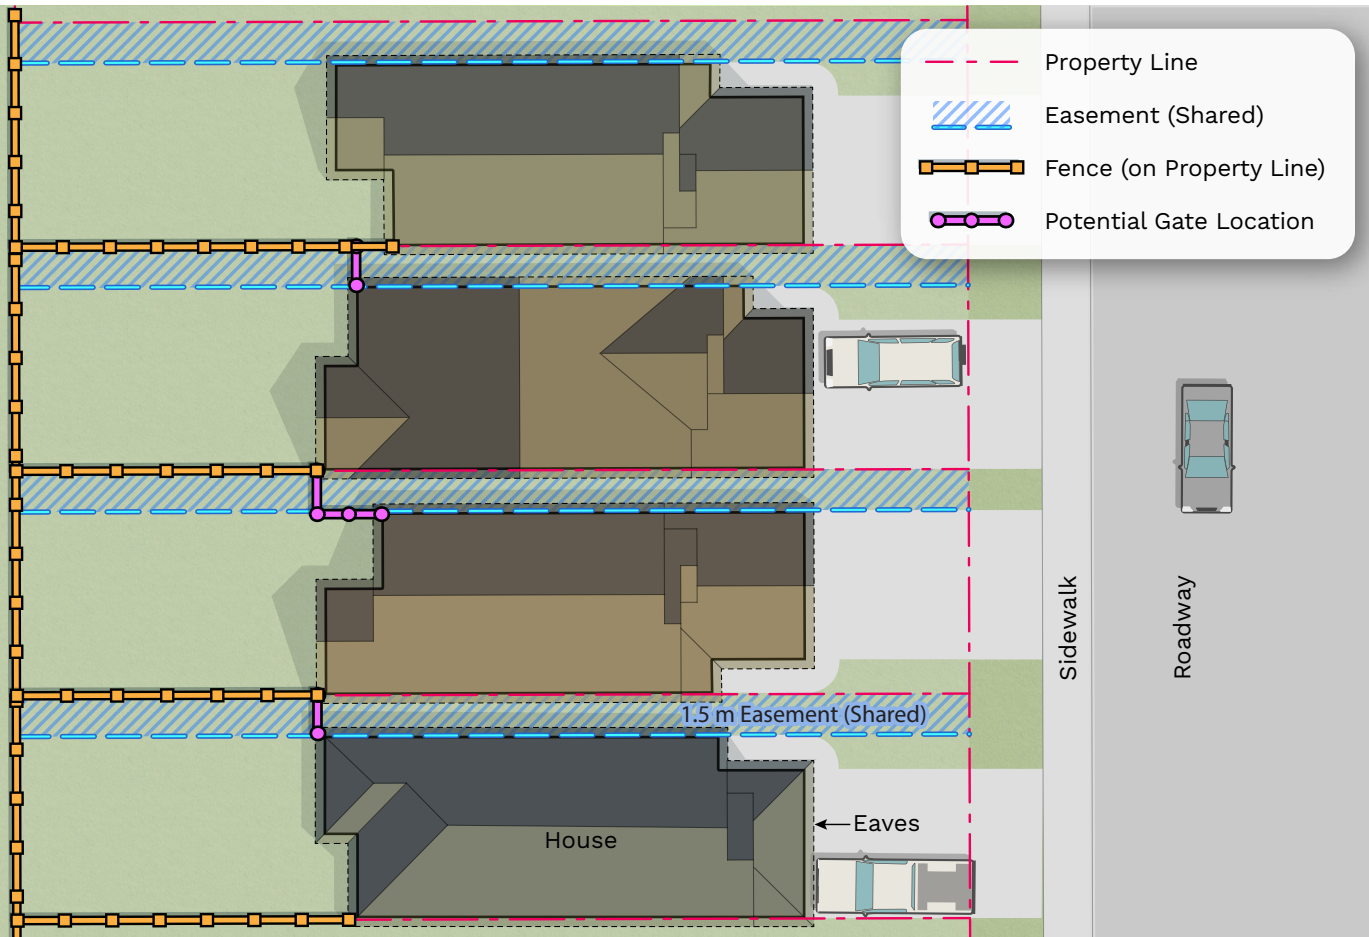 Property Line
Easement (Shared)
Fence (on Property Line)
Potential Gate Location
Sidewalk
Roadway
1.5 m Easement (Shared)
Eaves
House